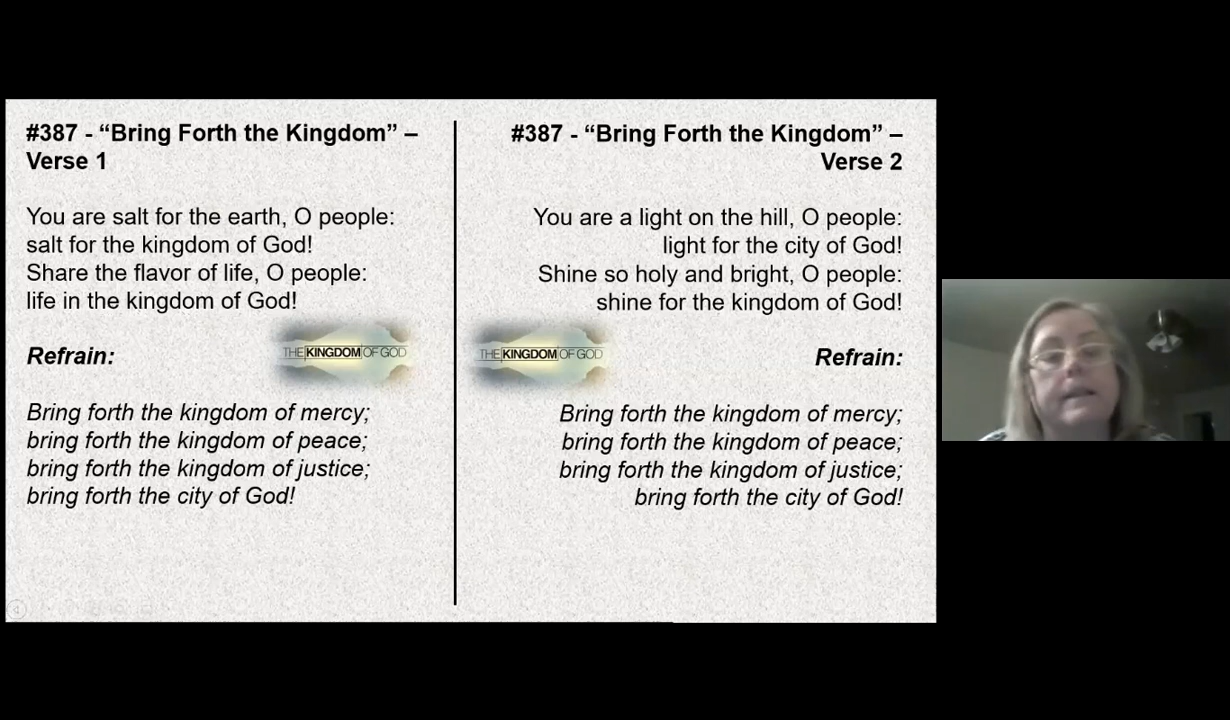 #387 - “Bring Forth the Kingdom” –
Verse 1
You are salt for the earth, O people:
salt for the kingdom of God!
Share the flavor of life, O people:
life in the kingdom of God!
Refrain:
THE KINGDOM OF GOD
Bring forth the kingdom of mercy;
bring forth the kingdom of peace;
bring forth the kingdom of justice;
bring forth the city of God!
#387 - “Bring Forth the Kingdom” –
Verse 2
You are a light on the hill, O people:
light for the city of God!
Shine so holy and bright, O people:
shine for the kingdom of God!
THE KINGDOM OF GOD
Refrain:
Bring forth the kingdom of mercy;
bring forth the kingdom of peace;
bring forth the kingdom of justice;
bring forth the city of God!